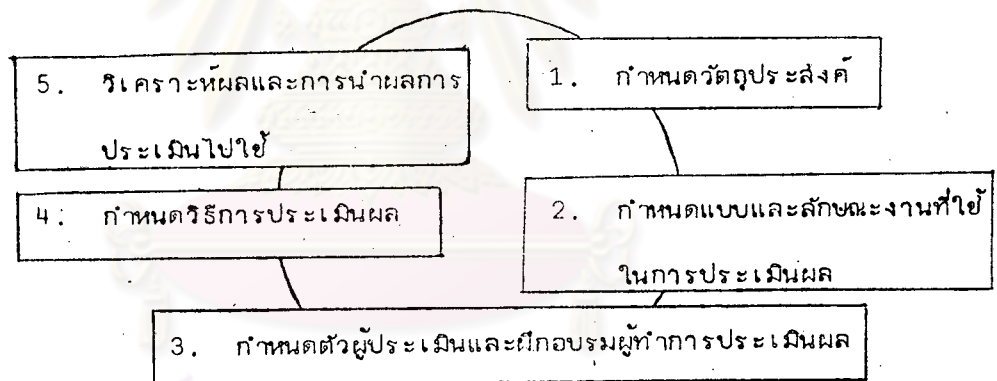 1. กำหนดวัตถุประสงค์
2. กำหนดแบบและลักษณะงานที่ใช้
ในการประเมินผล
3. กำหนดตัวผู้ประเมินและฝึกอบรมผู้ทำการประเมินผล
4. กำหนดวิธีการประเมินผล
5. วิเคราะห์ผลและการนำผลการ
ประเมินไปใช้